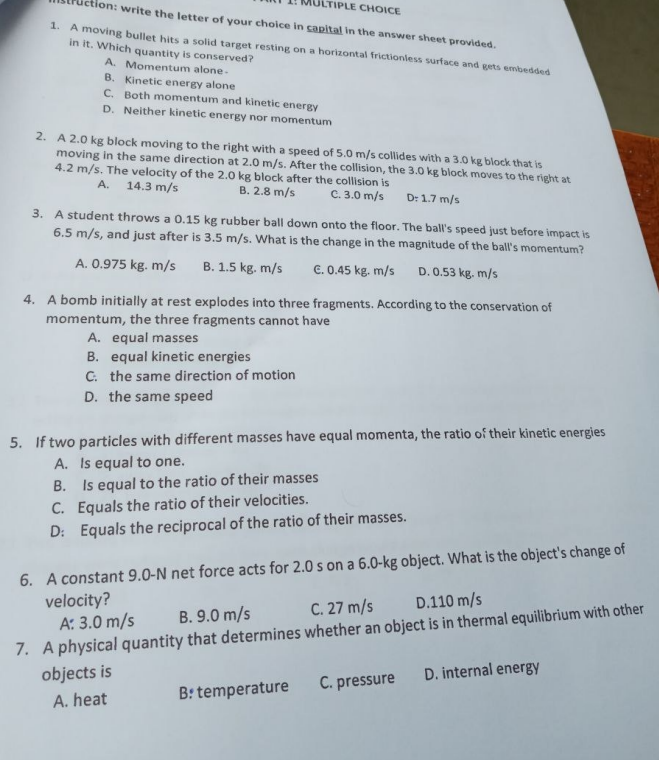 1: MULTIPLE CHOICE
Instruction: write the letter of your choice in capital in the answer sheet provided.
1. A moving bullet hits a solid target resting on a horizontal frictionless surface and gets embedded
in it. Which quantity is conserved?
A. Momentum alone.
B. Kinetic energy alone
C. Both momentum and kinetic energy
D. Neither kinetic energy nor momentum
2. A 2.0 kg block moving to the right with a speed of 5.0 m/s collides with a 3.0 kg block that is
moving in the same direction at 2.0 m/s. After the collision, the 3.0 kg block moves to the right at
4.2 m/s. The velocity of the 2.0 kg block after the collision is
A. 14.3 m/s B. 2.8 m/s C. 3.0 m/s D. 1.7 m/s
3. A student throws a 0.15 kg rubber ball down onto the floor. The ball's speed just before impact is
6.5 m/s, and just after is 3.5 m/s. What is the change in the magnitude of the ball's momentum?
A. 0.975 kg. m/s B. 1.5 kg. m/s C. 0.45 kg. m/s D. 0.53 kg. m/s
4. A bomb initially at rest explodes into three fragments. According to the conservation of
momentum, the three fragments cannot have
A. equal masses
B. equal kinetic energies
C. the same direction of motion
D. the same speed
5. If two particles with different masses have equal momenta, the ratio of their kinetic energies
A. Is equal to one.
B. Is equal to the ratio of their masses
C. Equals the ratio of their velocities.
D: Equals the reciprocal of the ratio of their masses.
6. A constant 9.0-N net force acts for 2.0 s on a 6.0-kg object. What is the object's change of
velocity?
A. 3.0 m/s B. 9.0 m/s C. 27 m/s D.110 m/s
7. A physical quantity that determines whether an object is in thermal equilibrium with other
objects is
A. heat B. temperature C. pressure D. internal energy